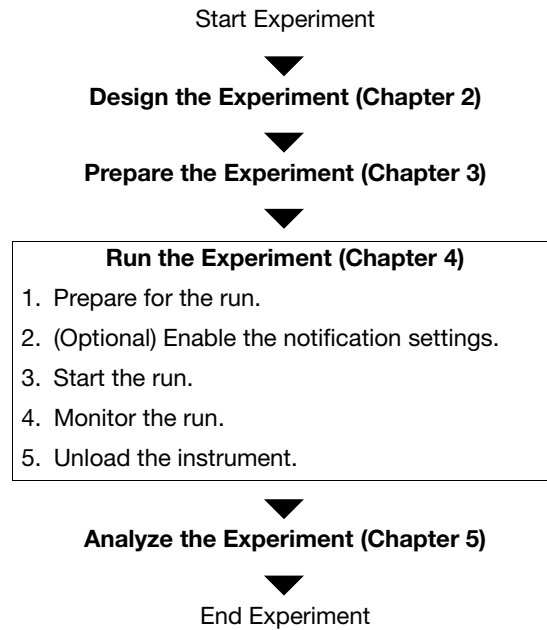 Start Experiment
Design the Experiment (Chapter 2)
Prepare the Experiment (Chapter 3)
Run the Experiment (Chapter 4)
1. Prepare for the run.
2. (Optional) Enable the notification settings.
3. Start the run.
4. Monitor the run.
5. Unload the instrument.
Analyze the Experiment (Chapter 5)
End Experiment